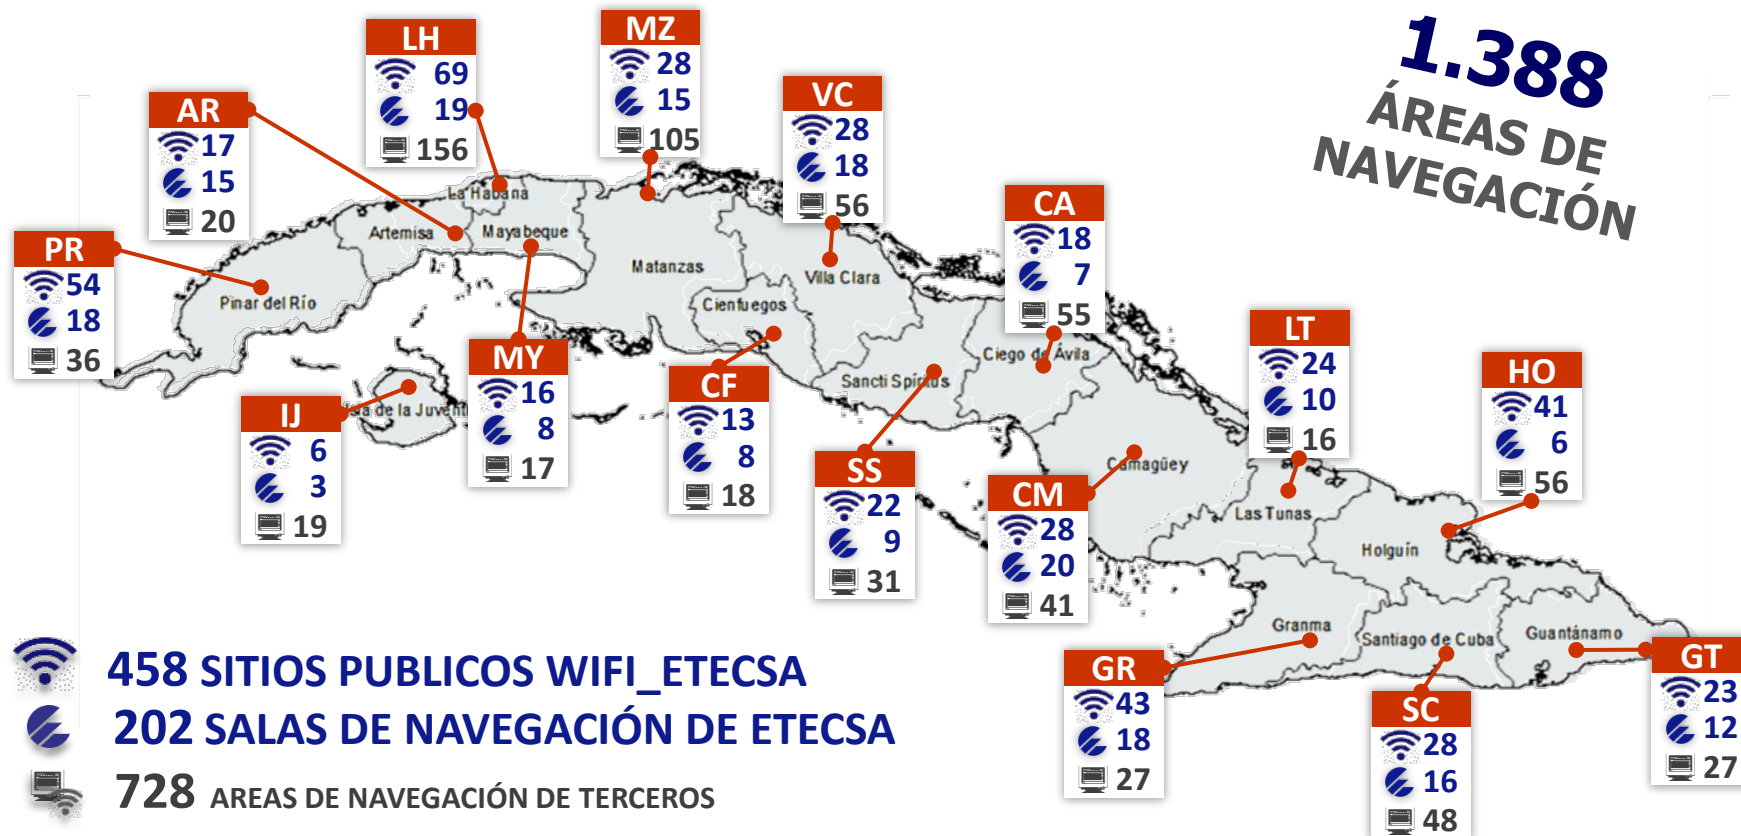 1.388
ÁREAS DE
NAVEGACIÓN
LH
69
19
156
MZ
28
15
105
VC
28
18
56
AR
17
15
20
CA
18
7
55
PR
54
18
36
LT
24
10
16
HO
41
6
56
MY
16
8
17
CF
13
8
18
IJ
6
3
19
SS
22
9
31
CM
28
20
41
GR
43
18
27
SC
28
16
48
GT
23
12
27
La Habana
Artemisa
Mayabeque
Pinar del Río
Matanzas
Villa Clara
Cienfuegos
Ciego de Ávila
Sancti Spíritus
Isla de la Juvent
Camagüey
Las Tunas
Holguín
Granma
Santiago de Cuba
Guantánamo
458 SITIOS PUBLICOS WIFI_ETECSA
202 SALAS DE NAVEGACIÓN DE ETECSA
728 AREAS DE NAVEGACIÓN DE TERCEROS